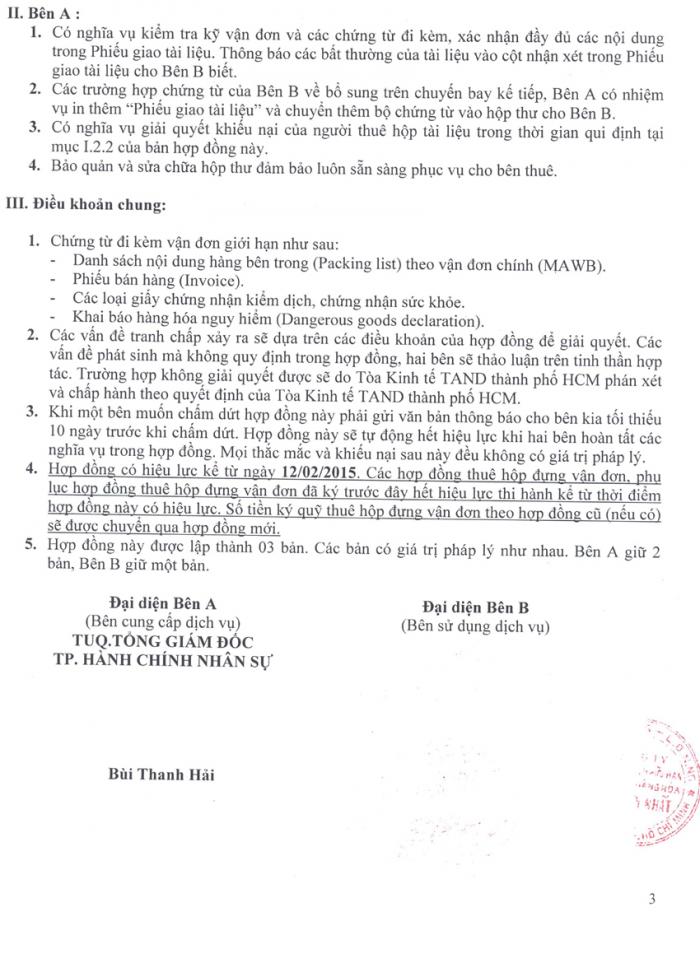 II. Bên A :
1. Có nghĩa vụ kiểm tra kỹ vận đơn và các chứng từ đi kèm, xác nhận đầy đủ các nội dung
trong Phiếu giao tài liệu. Thông báo các bất thường của tài liệu vào cột nhận xét trong Phiếu
giao tài liệu cho Bên B biết.
2. Các trường hợp chứng từ của Bên B về bổ sung trên chuyến bay kế tiếp, Bên A có nhiệm
vụ in thêm “Phiếu giao tài liệu” và chuyển thêm bộ chứng từ vào hộp thư cho Bên B.
3. Có nghĩa vụ giải quyết khiếu nại của người thuê hộp tài liệu trong thời gian qui định tại
mục I.2.2 của bản hợp đồng này.
4. Bảo quản và sửa chữa hộp thư đảm bảo luôn sẵn sàng phục vụ cho bên thuê.
III. Điều khoản chung:
1. Chứng từ đi kèm vận đơn giới hạn như sau:
- Danh sách nội dung hàng bên trong (Packing list) theo vận đơn chính (MAWB).
- Phiếu bán hàng (Invoice).
- Các loại giấy chứng nhận kiểm dịch, chứng nhận sức khỏe.
- Khai báo hàng hóa nguy hiểm (Dangerous goods declaration).
2. Các vấn đề tranh chấp xảy ra sẽ dựa trên các điều khoản của hợp đồng để giải quyết. Các
vấn đề phát sinh mà không quy định trong hợp đồng, hai bên sẽ thảo luận trên tinh thần hợp
tác. Trường hợp không giải quyết được sẽ do Tòa Kinh tế TAND thành phố HCM phán xét
và chấp hành theo quyết định của Tòa Kinh tế TAND thành phố HCM.
3. Khi một bên muốn chấm dứt hợp đồng này phải gửi văn bản thông báo cho bên kia tối thiểu
10 ngày trước khi chấm dứt. Hợp đồng này sẽ tự động hết hiệu lực khi hai bên hoàn tất các
nghĩa vụ trong hợp đồng. Mọi thắc mắc và khiếu nại sau này đều không có giá trị pháp lý.
4. Hợp đồng có hiệu lực kể từ ngày 12/02/2015. Các hợp đồng thuê hộp đựng vận đơn, phụ
lục hợp đồng thuê hộp đựng vận đơn đã ký trước đây hết hiệu lực thi hành kể từ thời điểm
hợp đồng này có hiệu lực. Số tiền ký quỹ thuê hộp đựng vận đơn theo hợp đồng cũ (nếu có)
sẽ được chuyển qua hợp đồng mới.
5. Hợp đồng này được lập thành 03 bản. Các bản có giá trị pháp lý như nhau. Bên A giữ 2
bản, Bên B giữ một bản.
Đại diện Bên A
(Bên cung cấp dịch vụ)
TUQ.TỔNG GIÁM ĐỐC
TP. HÀNH CHÍNH NHÂN SỰ
Đại diện Bên B
(Bên sử dụng dịch vụ)
Bùi Thanh Hải
CHÍ MINH
3